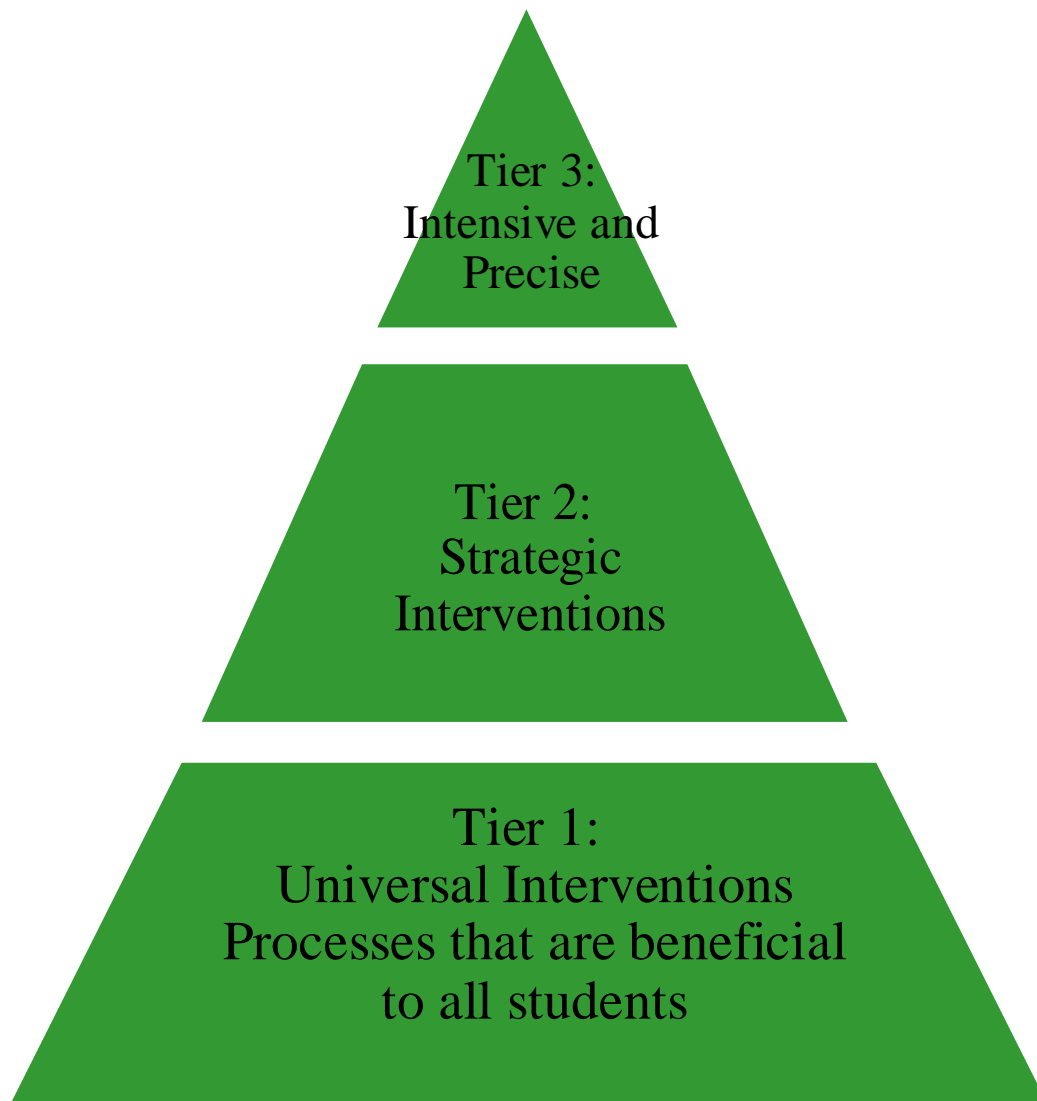 Tier 3:
Intensive and
Precise
Tier 2:
Strategic
Interventions
Tier 1:
Universal Interventions
Processes that are beneficial
to all students